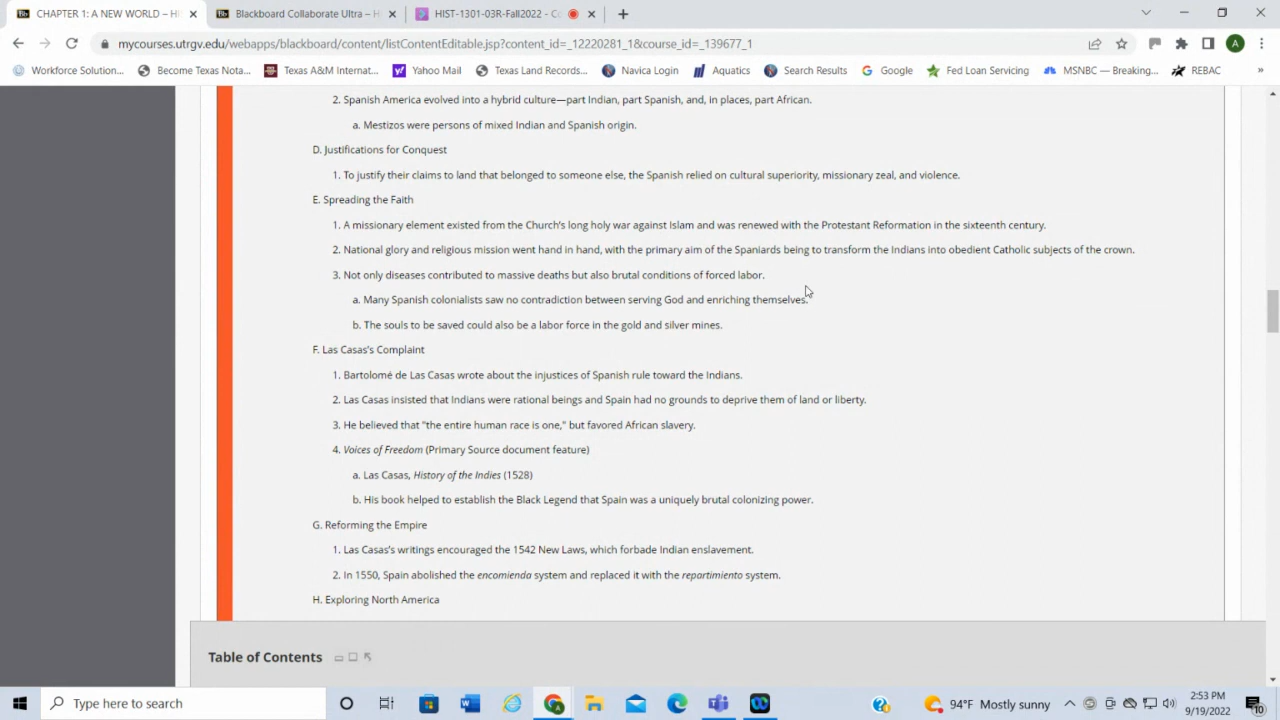 CHAPTER 1: A NEW WORLD – HI
Blackboard Collaborate Ultra – H
HIST-1301-03R-Fall2022 - Co
mycourses.utrgv.edu/webapps/blackboard/content/listContentEditable.jsp?content_id=_12220281_1&course_id=_139677_1
A
Workforce Solution...
Become Texas Nota...
Texas A&M Internat...
Yahoo Mail
Texas Land Records...
Navica Login
Aquatics
Search Results
Google
Fed Loan Servicing
MSNBC — Breaking...
REBAC
»
2. Spanish America evolved into a hybrid culture—part Indian, part Spanish, and, in places, part African.
a. Mestizos were persons of mixed Indian and Spanish origin.
D. Justifications for Conquest
1. To justify their claims to land that belonged to someone else, the Spanish relied on cultural superiority, missionary zeal, and violence.
E. Spreading the Faith
1. A missionary element existed from the Church's long holy war against Islam and was renewed with the Protestant Reformation in the sixteenth century.
2. National glory and religious mission went hand in hand, with the primary aim of the Spaniards being to transform the Indians into obedient Catholic subjects of the crown.
3. Not only diseases contributed to massive deaths but also brutal conditions of forced labor.
a. Many Spanish colonialists saw no contradiction between serving God and enriching themselves.
b. The souls to be saved could also be a labor force in the gold and silver mines.
F. Las Casas's Complaint
1. Bartolomé de Las Casas wrote about the injustices of Spanish rule toward the Indians.
2. Las Casas insisted that Indians were rational beings and Spain had no grounds to deprive them of land or liberty.
3. He believed that "the entire human race is one," but favored African slavery.
4. Voices of Freedom (Primary Source document feature)
a. Las Casas, History of the Indies (1528)
b. His book helped to establish the Black Legend that Spain was a uniquely brutal colonizing power.
G. Reforming the Empire
1. Las Casas's writings encouraged the 1542 New Laws, which forbade Indian enslavement.
2. In 1550, Spain abolished the encomienda system and replaced it with the repartimiento system.
H. Exploring North America
Table of Contents
Type here to search
94°F Mostly sunny
2:53 PM
9/19/2022
10